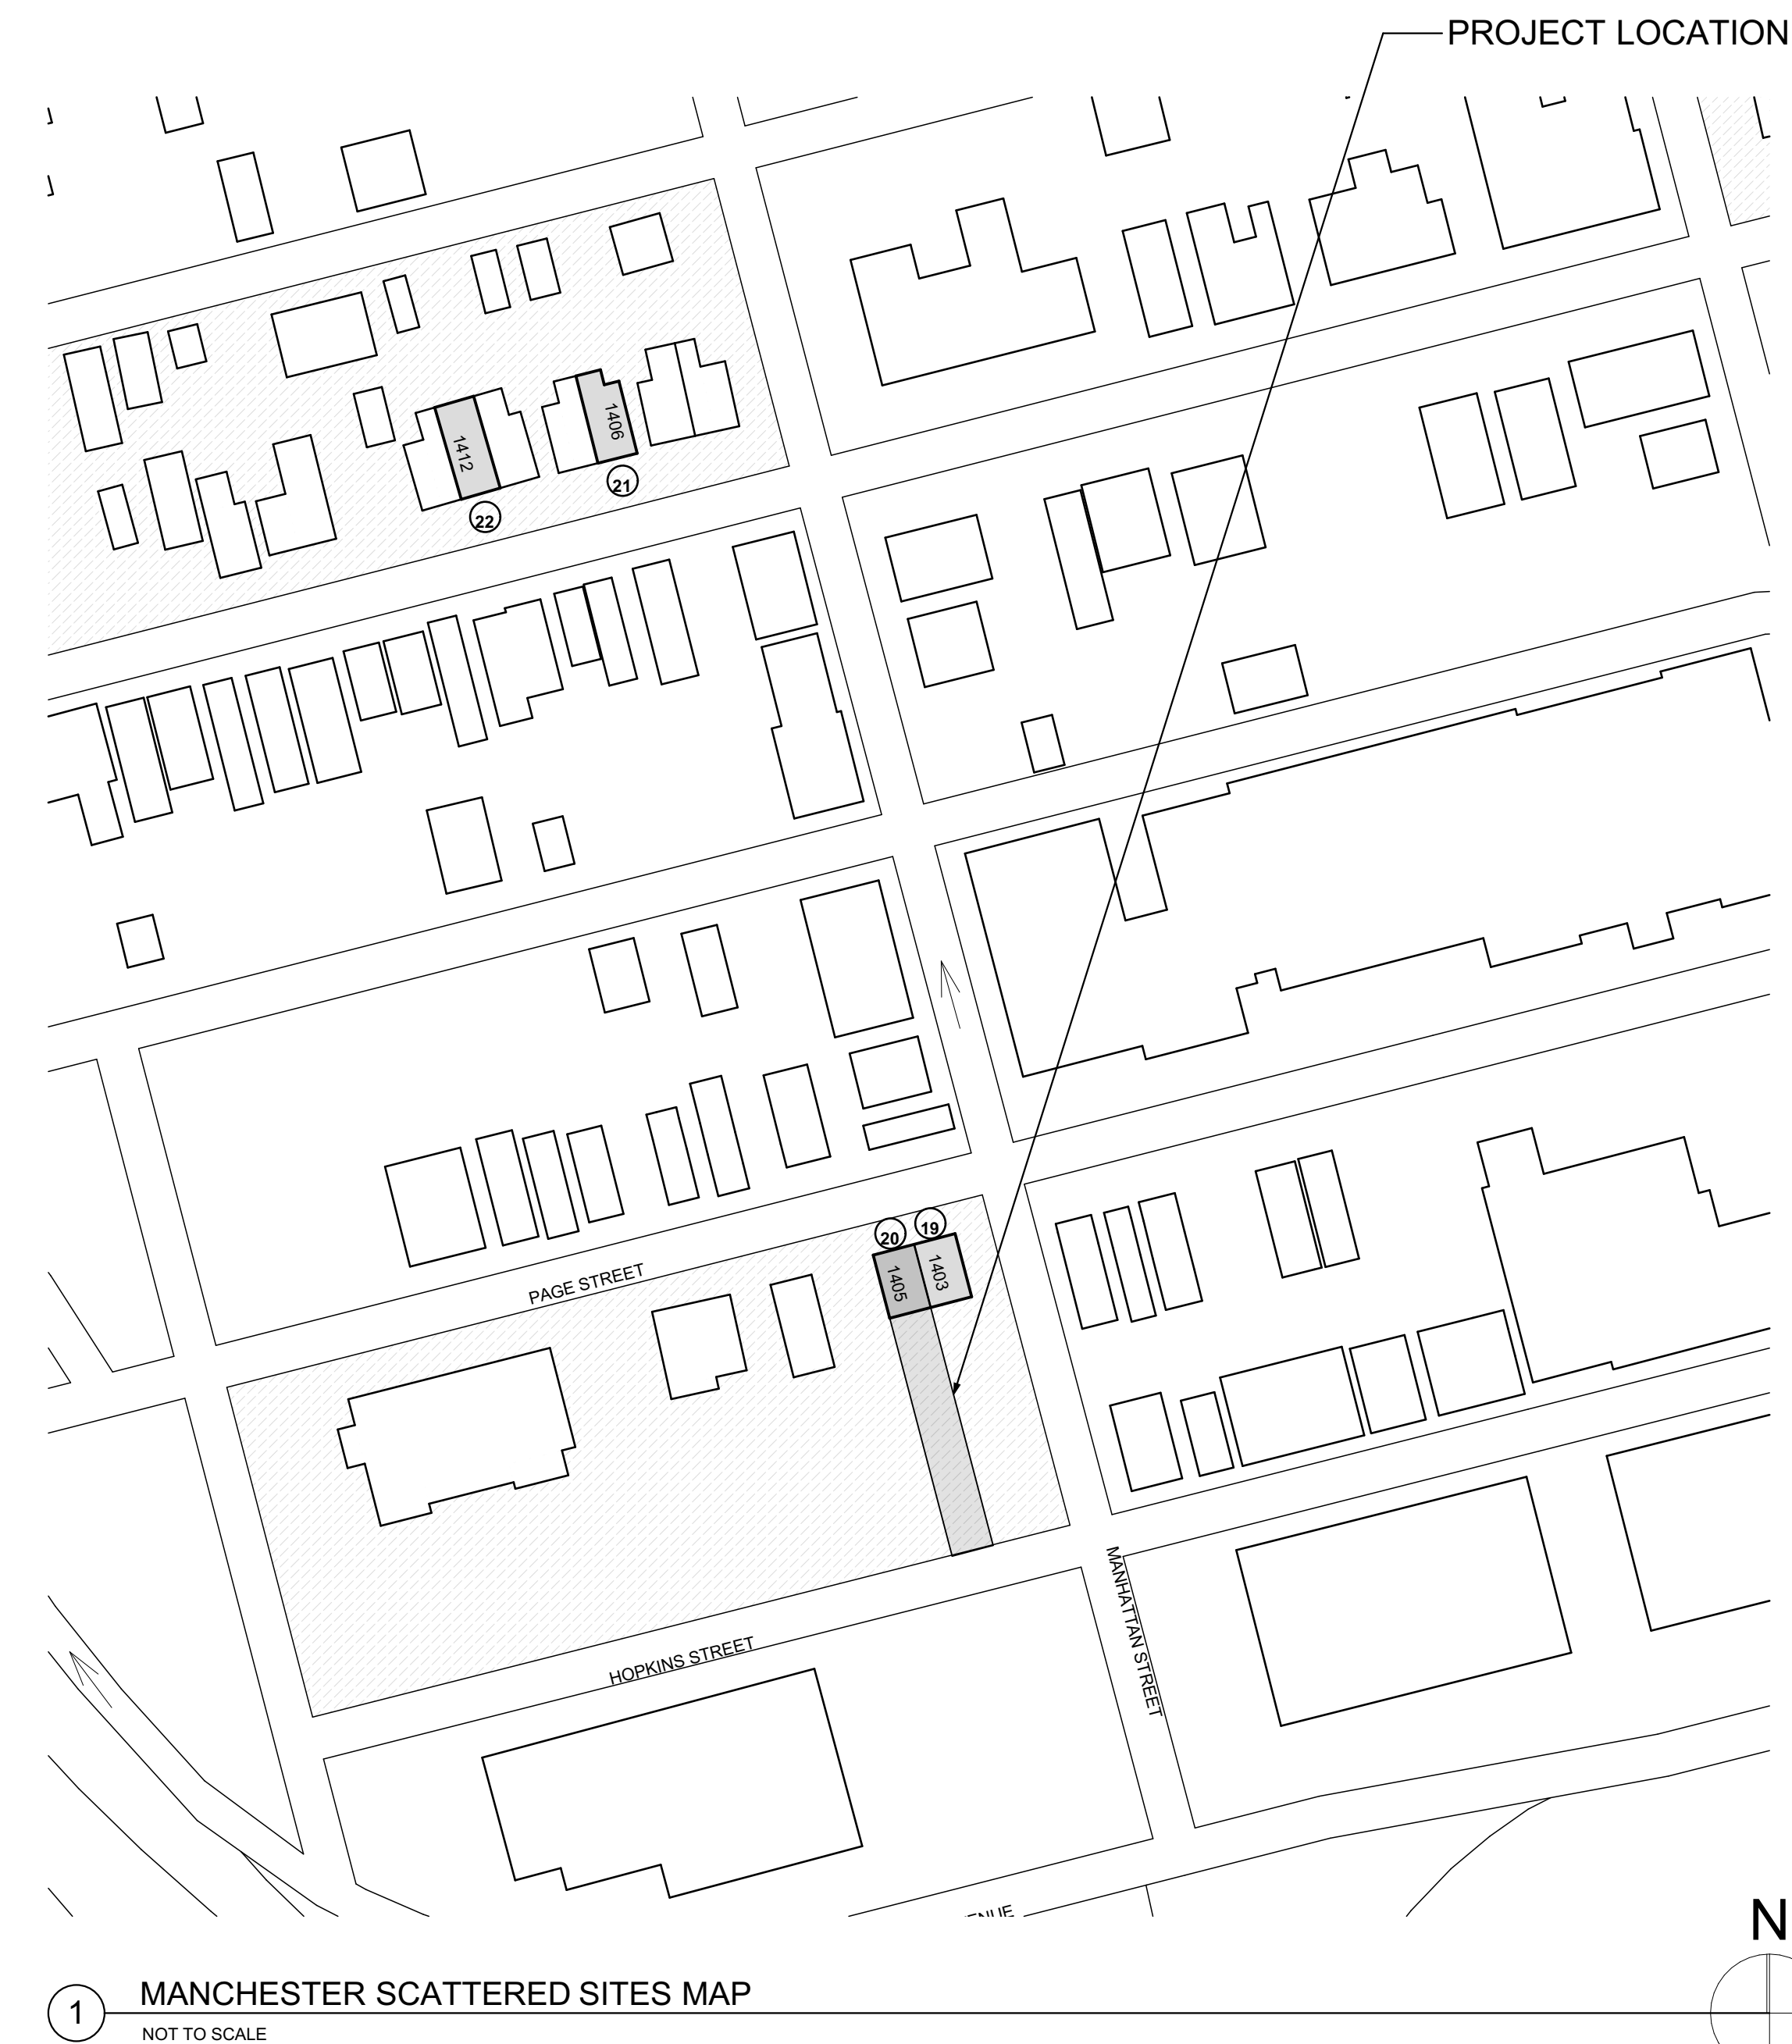 PROJECT LOCATION
1406
1412
21
22
19
20
1403
1405
PAGE STREET
MANHATTAN STREET
HOPKINS STREET
N
1
MANCHESTER SCATTERED SITES MAP
NOT TO SCALE